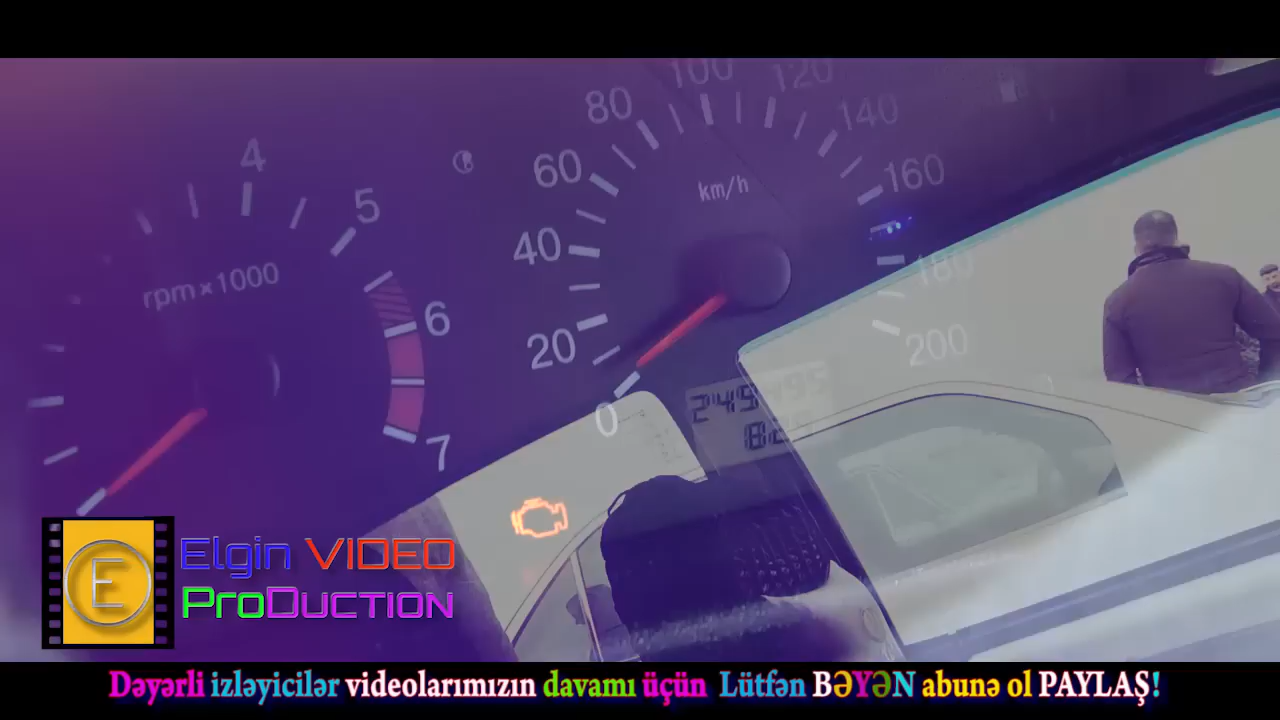 80
100
120
140
160
180
200
60
40
20
0
km/h
4
5
6
7
rpm x 1000
E
Elgin VIDEO
ProDuction
Dəyərli izləyicilər videolarımızın davamı üçün Lütfən BƏYƏN abunə ol PAYLAŞ!